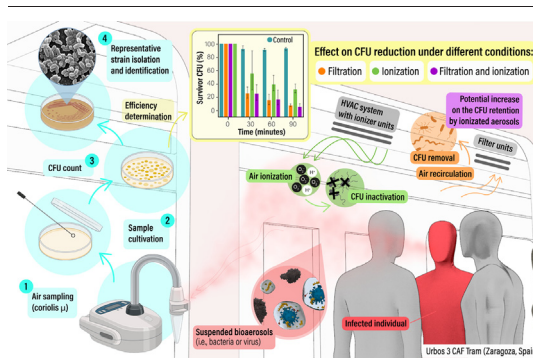 4
Representative
strain isolation
and identification
Efficiency
determination
3
CFU count
2
Sample
cultivation
1
Air sampling
(coriolis µ)
Survivor CFU (%)
100
80
60
40
20
0
0 30 60 90
Time (minutes)
Control
Effect on CFU reduction under different conditions:
Filtration
Ionization
Filtration and ionization
HVAC system
with ionizer units
Potential increase
on the CFU retention
by ionizated aerosols
Filter units
CFU removal
Air recirculation
Air ionization
CFU inactivation
Suspended bioaerosols
(i.e., bacteria or virus)
Infected individual
Urbos 3 CAF Tram (Zaragoza, Spai